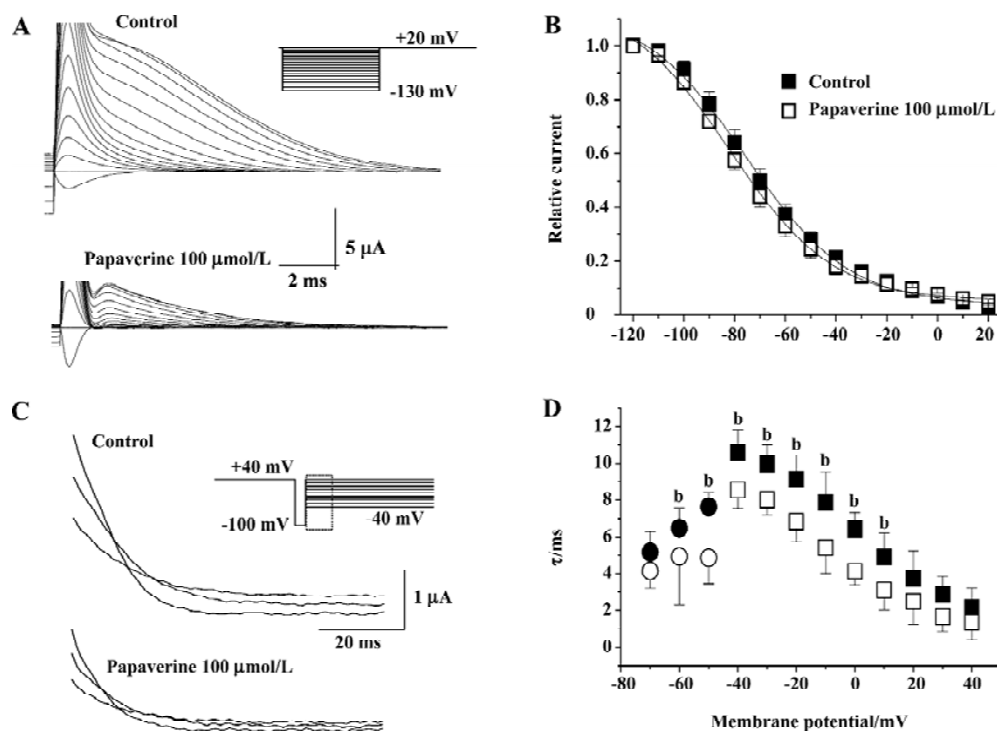 A
Control
+20 mV
-130 mV
5 μA
2 ms
Papaverine 100 μmol/L
B
Relative current
1.0
0.8
0.6
0.4
0.2
0
-120 -100 -80 -60 -40 -20 0 20
Control
Papaverine 100 μmol/L
C
Control
+40 mV
-100 mV
-40 mV
1 μA
20 ms
Papaverine 100 μmol/L
D
τ/ms
12
10
8
6
4
2
0
b b b b b b b b
-80 -60 -40 -20 0 20 40
Membrane potential/mV